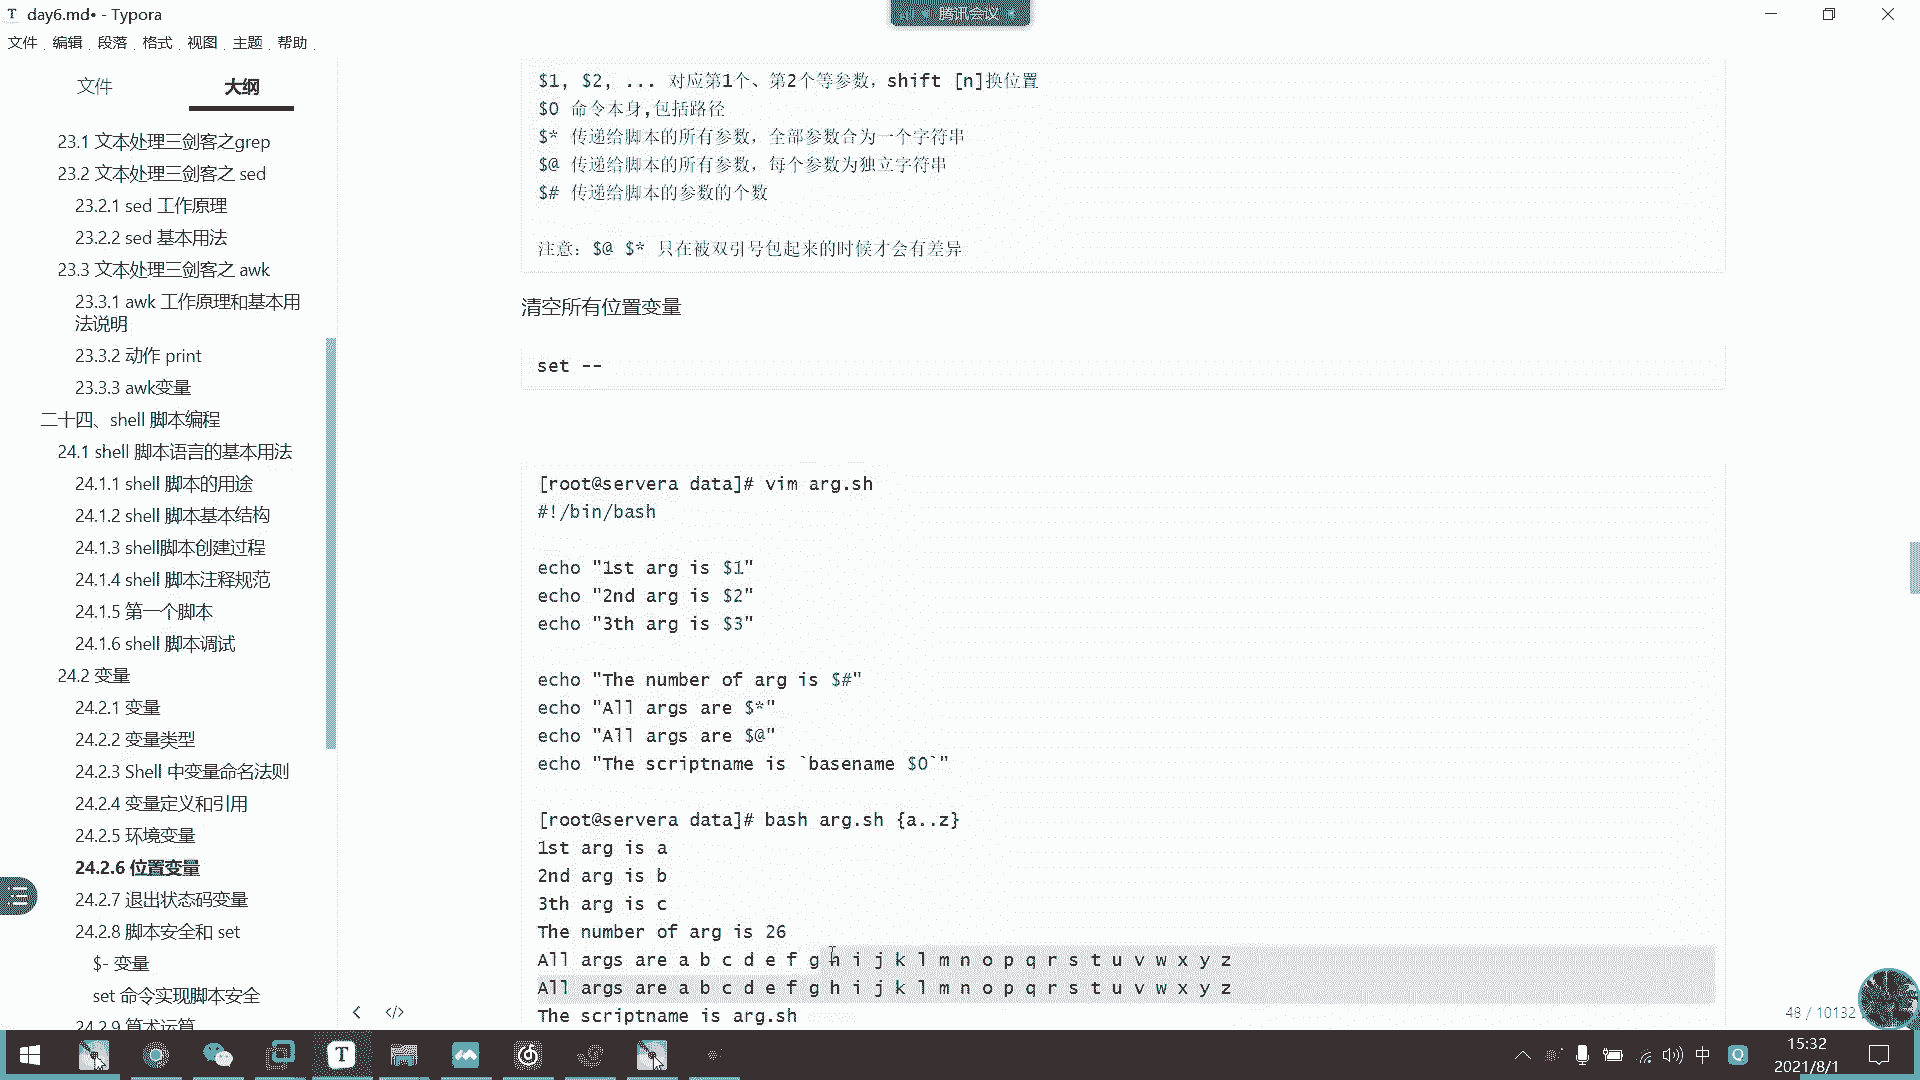 day6.md• - Typora
腾讯会议
文件 编辑 段落 格式 视图 主题 帮助
文件 大纲
23.1 文本处理三剑客之grep
23.2 文本处理三剑客之 sed
23.2.1 sed 工作原理
23.2.2 sed 基本用法
23.3 文本处理三剑客之 awk
23.3.1 awk 工作原理和基本用
法说明
23.3.2 动作 print
23.3.3 awk变量
二十四、shell 脚本编程
24.1 shell 脚本语言的基本用法
24.1.1 shell 脚本的用途
24.1.2 shell 脚本基本结构
24.1.3 shell脚本创建过程
24.1.4 shell 脚本注释规范
24.1.5 第一个脚本
24.1.6 shell 脚本调试
24.2 变量
24.2.1 变量
24.2.2 变量类型
24.2.3 Shell 中变量命名法则
24.2.4 变量定义和引用
24.2.5 环境变量
24.2.6 位置变量
24.2.7 退出状态码变量
24.2.8 脚本安全和 set
$- 变量
set 命令实现脚本安全
24.2.9 算术运算
$1, $2, ... 对应第1个、第2个等参数，shift [n]换位置
$0 命令本身,包括路径
$* 传递给脚本的所有参数，全部参数合为一个字符串
$@ 传递给脚本的所有参数，每个参数为独立字符串
$# 传递给脚本的参数的个数
注意：$@ $* 只在被双引号包起来的时候才会有差异
清空所有位置变量
set --
[root@servera data]# vim arg.sh
#!/bin/bash
echo "1st arg is $1"
echo "2nd arg is $2"
echo "3th arg is $3"
echo "The number of arg is $#"
echo "All args are $*"
echo "All args are $@"
echo "The scriptname is `basename $0`"
[root@servera data]# bash arg.sh {a..z}
1st arg is a
2nd arg is b
3th arg is c
The number of arg is 26
All args are a b c d e f g h i j k l m n o p q r s t u v w x y z
All args are a b c d e f g h i j k l m n o p q r s t u v w x y z
The scriptname is arg.sh
48 / 10132
中
15:32
2021/8/1